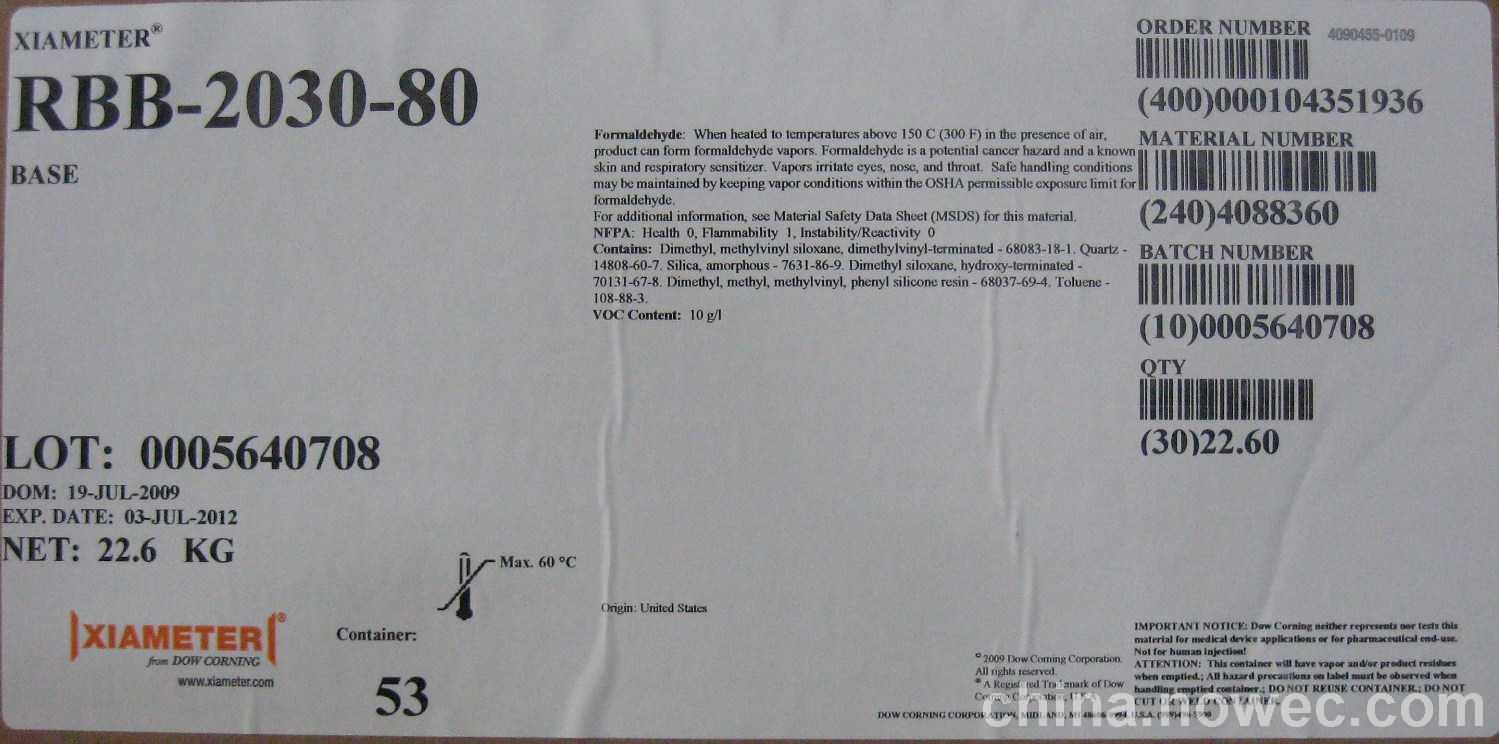 XIAMETER®
RBB-2030-80
BASE
Formaldehyde: When heated to temperatures above 150 C (300 F) in the presence of air,
product can form formaldehyde vapors. Formaldehyde is a potential cancer hazard and a known
skin and respiratory sensitizer. Vapors irritate eyes, nose, and throat. Safe handling conditions
may be maintained by keeping vapor conditions within the OSHA permissible exposure limit for
formaldehyde.
For additional information, see Material Safety Data Sheet (MSDS) for this material.
NFPA: Health 0, Flammability 1, Instability/Reactivity 0
Contains: Dimethyl, methylvinyl siloxane, dimethylvinyl-terminated - 68083-18-1. Quartz -
14808-60-7. Silica, amorphous - 7631-86-9. Dimethyl siloxane, hydroxy-terminated -
70131-67-8. Dimethyl, methyl, methylvinyl, phenyl silicone resin - 68037-69-4. Toluene -
108-88-3.
VOC Content: 10 g/l
ORDER NUMBER 4090455-0109
(400)000104351936
MATERIAL NUMBER
(240)4088360
BATCH NUMBER
(10)0005640708
QTY
(30)22.60
LOT: 0005640708
DOM: 19-JUL-2009
EXP. DATE: 03-JUL-2012
NET: 22.6 KG
Max. 60 °C
Origin: United States
XIAMETER®
from DOW CORNING
www.xiameter.com
Container:
53
© 2009 Dow Corning Corporation.
All rights reserved.
® A Registered Trademark of Dow
Corning Corporation,
DOW CORNING CORPORATION, MIDLAND, MI U.S.A.
IMPORTANT NOTICE: Dow Corning neither represents nor tests this
material for medical device applications or for pharmaceutical end-use.
Not for human injection!
ATTENTION: This container will have vapor and/or product residues
when emptied.; All hazard precautions on label must be observed when
handling emptied container.; DO NOT REUSE CONTAINER.; DO NOT
CUT OR WELD CONTAINER.
china.nowec.com